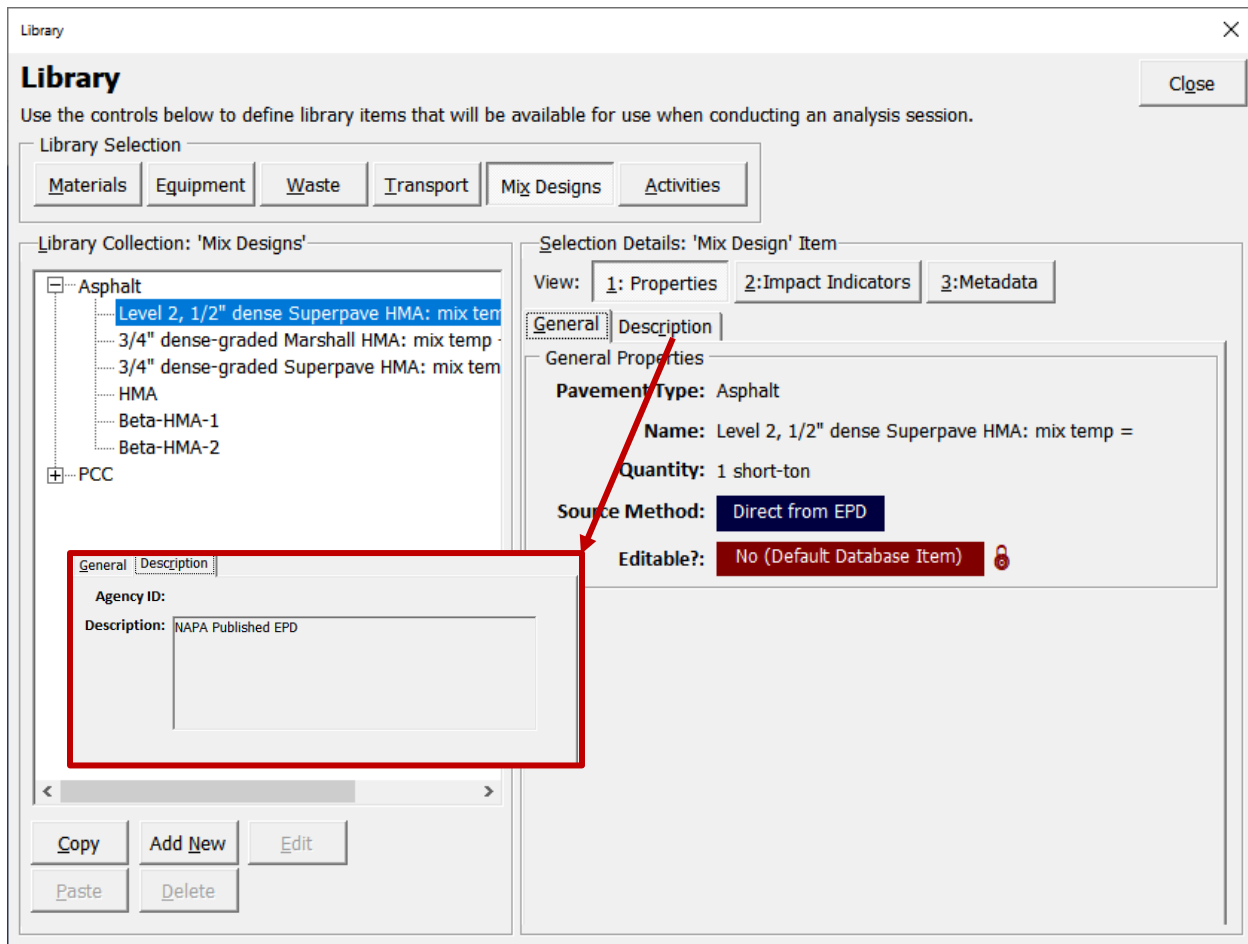 Library
Library
Close
Use the controls below to define library items that will be available for use when conducting an analysis session.
Library Selection
Materials Equipment Waste Transport Mix Designs Activities
Library Collection: 'Mix Designs'
Asphalt
Level 2, 1/2" dense Superpave HMA: mix tem
3/4" dense-graded Marshall HMA: mix temp
3/4" dense-graded Superpave HMA: mix tem
HMA
Beta-HMA-1
Beta-HMA-2
PCC
Selection Details: 'Mix Design' Item
View: 1: Properties 2:Impact Indicators 3:Metadata
General Description
General Properties
Pavement Type: Asphalt
Name: Level 2, 1/2" dense Superpave HMA: mix temp =
Quantity: 1 short-ton
Source Method: Direct from EPD
Editable?: No (Default Database Item)
General Description
Agency ID:
Description: NAPA Published EPD
Copy Add New Edit
Paste Delete